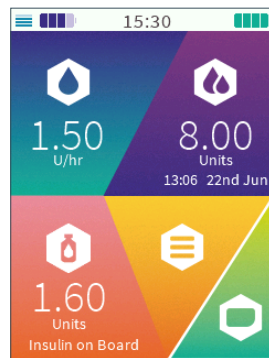 15:30
1.50
U/hr
8.00
Units
13:06 22nd Jun
1.60
Units
Insulin on Board